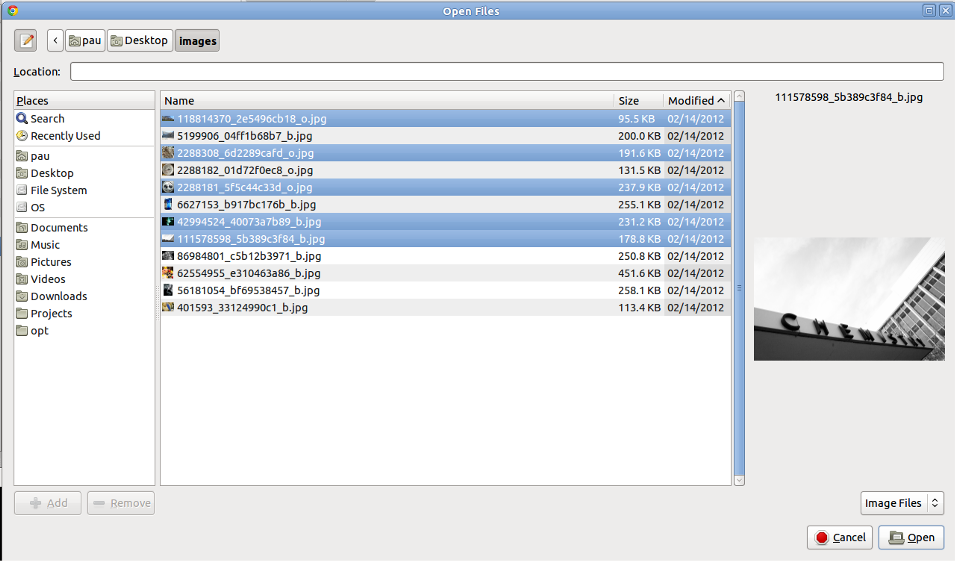 Open Files
pau
Desktop
images
Location:
Places
Search
Recently Used
pau
Desktop
File System
OS
Documents
Music
Pictures
Videos
Downloads
Projects
opt
Name Size Modified
118814370_2e5496cb18_o.jpg 95.5 KB 02/14/2012
5199906_04ff1b68b7_b.jpg 200.0 KB 02/14/2012
2288308_6d2289cafd_o.jpg 191.6 KB 02/14/2012
2288182_01d72f0ec8_o.jpg 131.5 KB 02/14/2012
2288181_5f5c44c33d_o.jpg 237.9 KB 02/14/2012
6627153_b917bc176b_b.jpg 255.1 KB 02/14/2012
42994524_40073a7b89_b.jpg 231.2 KB 02/14/2012
111578598_5b389c3f84_b.jpg 178.8 KB 02/14/2012
86984801_c5b12b3971_b.jpg 250.8 KB 02/14/2012
62554955_e310463a86_b.jpg 451.6 KB 02/14/2012
56181054_bf69538457_b.jpg 258.1 KB 02/14/2012
401593_33124990c1_b.jpg 113.4 KB 02/14/2012
111578598_5b389c3f84_b.jpg
CHEMISTRY
Add
Remove
Image Files
Cancel
Open